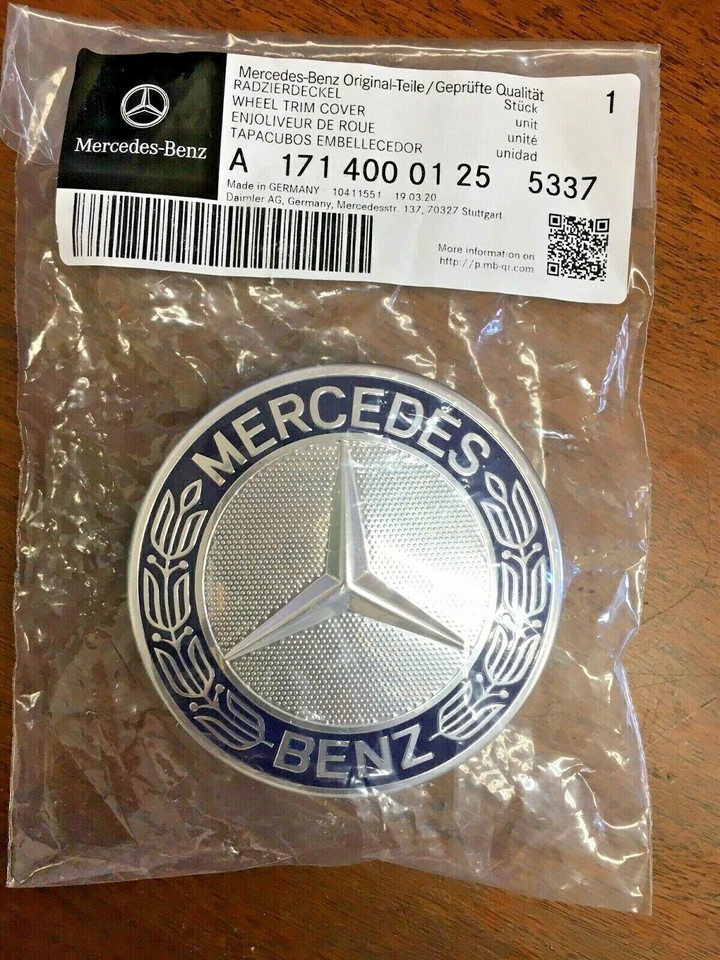 Mercedes-Benz
Mercedes-Benz Original-Teile/Geprüfte Qualität
RADZIERDECKEL Stück 1
WHEEL TRIM COVER unit
ENJOLIVEUR DE ROUE unité
TAPACUBOS EMBELLECEDOR unidad
A 171 400 01 25 5337
Made in GERMANY 10411551 19.03.20
Daimler AG, Germany, Mercedesstr. 137, 70327 Stuttgart
More information on
http://p.mb-qr.com
MERCEDES
BENZ